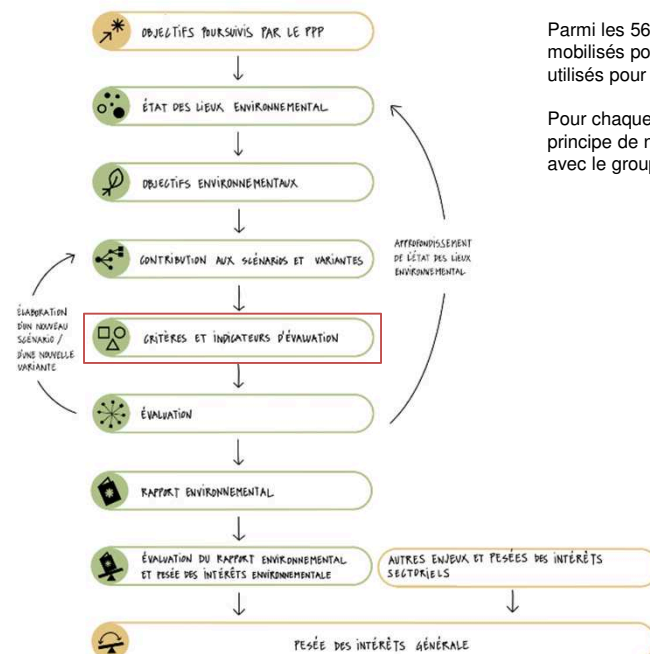 OBJECTIFS POURSUIVIS PAR LE PPP
ÉTAT DES LIEUX ENVIRONNEMENTAL
OBJECTIFS ENVIRONNEMENTAUX
CONTRIBUTION AUX SCÉNARIOS ET VARIANTES
APPROFONDISSEMENT
DE L'ÉTAT DES LIEUX
ENVIRONNEMENTAL
ÉLABORATION
D'UN NOUVEAU
SCÉNARIO /
D'UNE NOUVELLE
VARIANTE
CRITÈRES ET INDICATEURS D'ÉVALUATION
ÉVALUATION
RAPPORT ENVIRONNEMENTAL
ÉVALUATION DU RAPPORT ENVIRONNEMENTAL
ET PESÉE DES INTÉRÊTS ENVIRONNEMENTALE
AUTRES ENJEUX ET PESÉES DES INTÉRÊTS
SECTORIELS
PESÉE DES INTÉRÊTS GÉNÉRALE
Parmi les 56
mobilisés po
utilisés pour
Pour chaque
principe de
avec le group